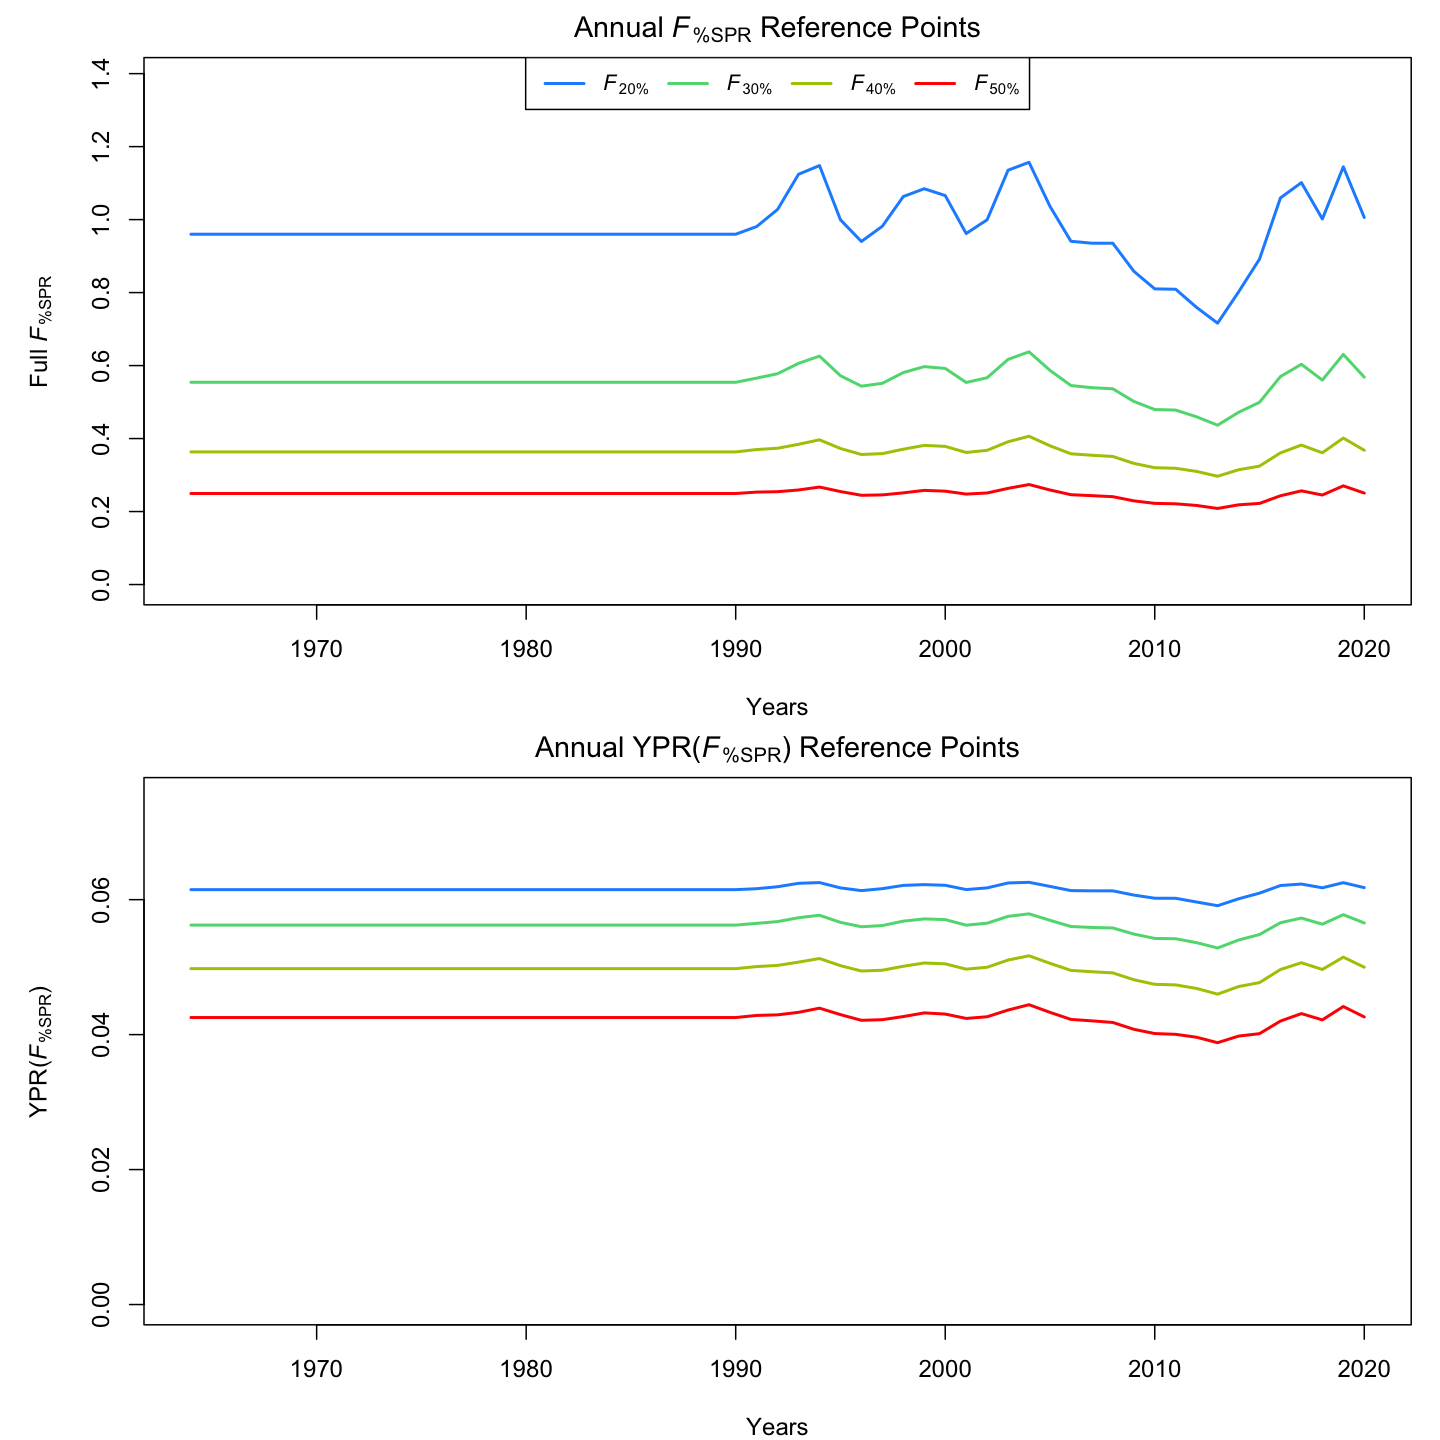 Annual F%SPR Reference Points
F20% F30% F40% F50%
1.4
1.2
1.0
0.8
0.6
0.4
0.2
0.0
Full F%SPR
1970 1980 1990 2000 2010 2020
Years
Annual YPR(F%SPR) Reference Points
0.06
0.04
0.02
0.00
YPR(F%SPR)
1970 1980 1990 2000 2010 2020
Years